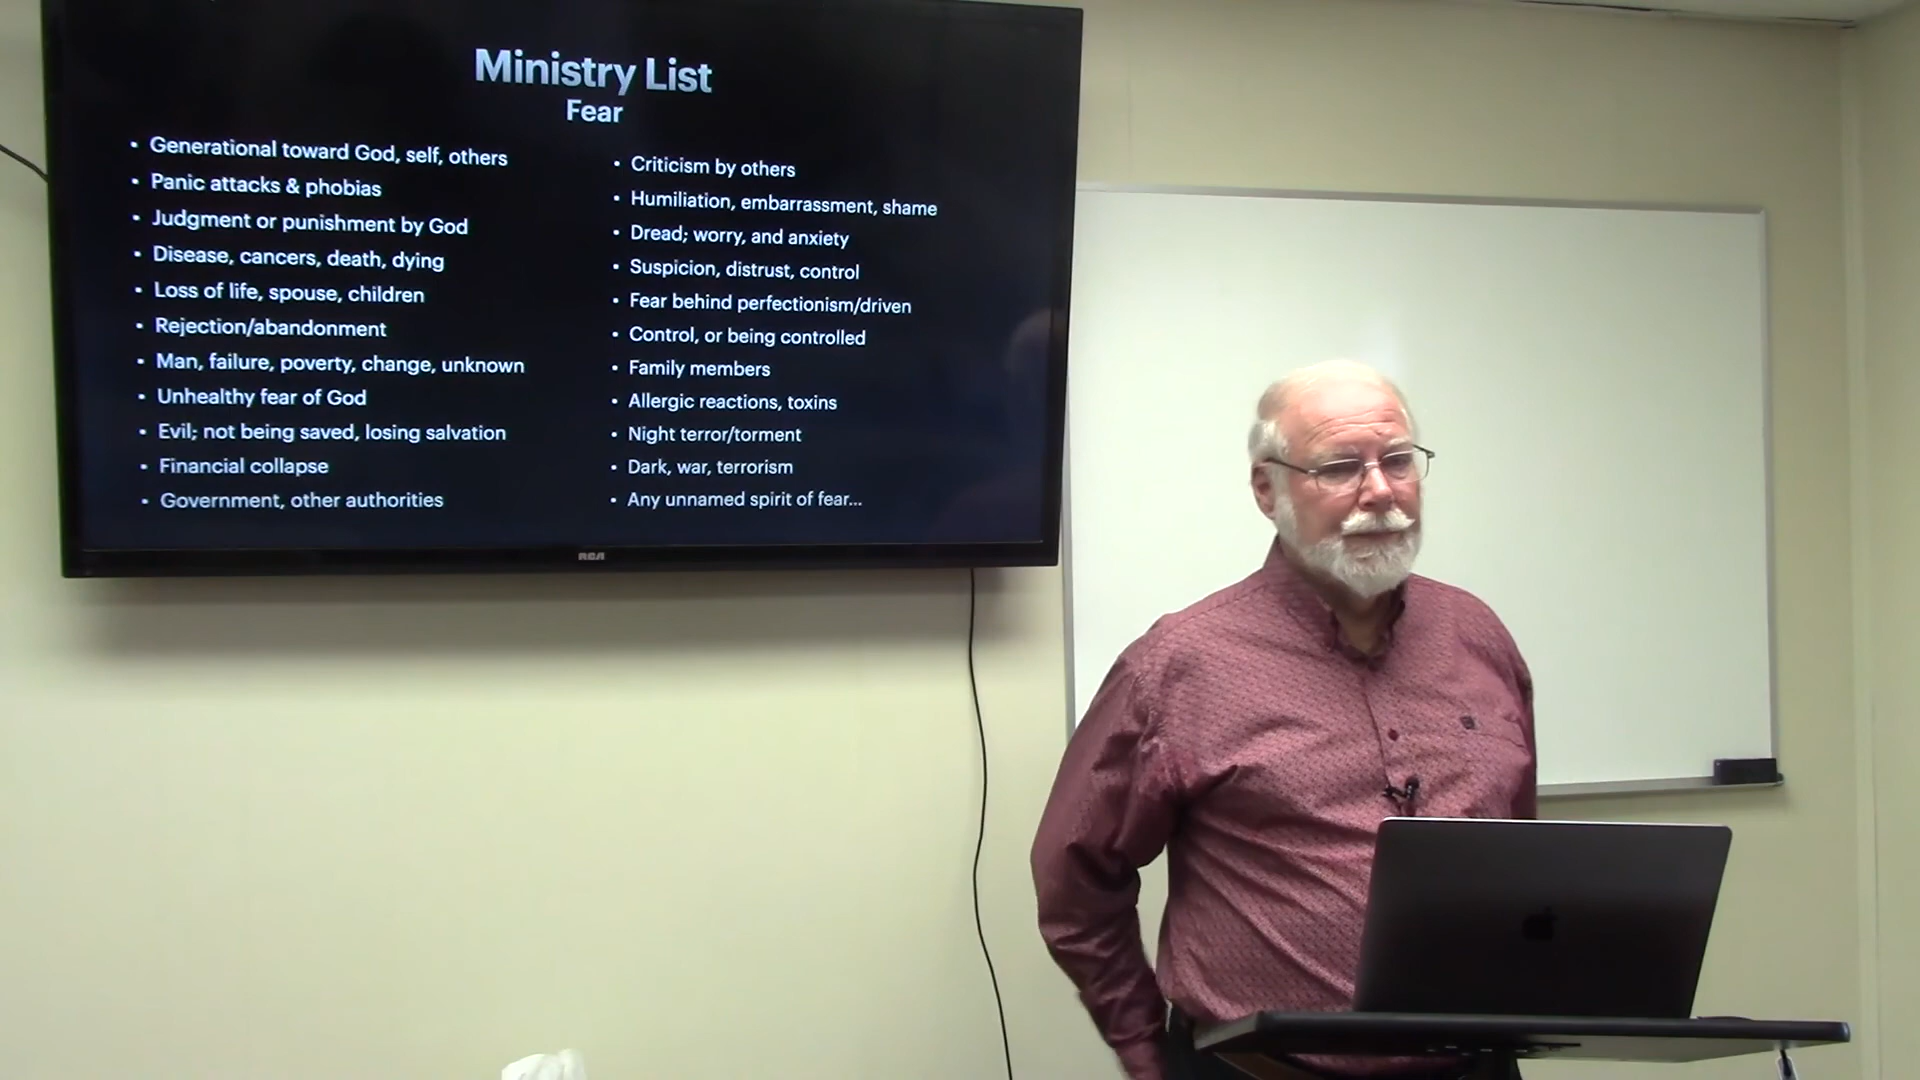 Ministry List
Fear
• Generational toward God, self, others
• Panic attacks & phobias
• Judgment or punishment by God
• Disease, cancers, death, dying
• Loss of life, spouse, children
• Rejection/abandonment
• Man, failure, poverty, change, unknown
• Unhealthy fear of God
• Evil; not being saved, losing salvation
• Financial collapse
• Government, other authorities
• Criticism by others
• Humiliation, embarrassment, shame
• Dread; worry, and anxiety
• Suspicion, distrust, control
• Fear behind perfectionism/driven
• Control, or being controlled
• Family members
• Allergic reactions, toxins
• Night terror/torment
• Dark, war, terrorism
• Any unnamed spirit of fear...
RCA